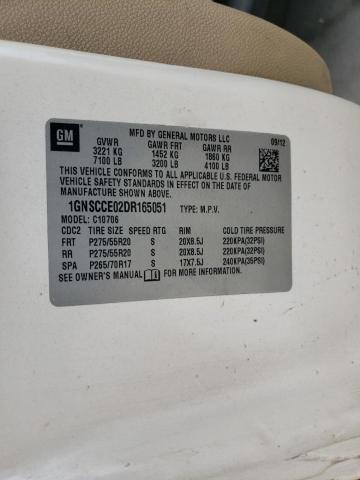 GM
MFD BY GENERAL MOTORS LLC 09/12
GVWR GAWR FRT GAWR RR
3221 KG 1452 KG 1860 KG
7100 LB 3200 LB 4100 LB
THIS VEHICLE CONFORMS TO ALL APPLICABLE U.S. FEDERAL MOTOR
VEHICLE SAFETY STANDARDS IN EFFECT ON THE DATE OF
MANUFACTURE SHOWN ABOVE.
1GNSCCE02DR165051 TYPE: M.P.V.
MODEL: C10706
CDC2 TIRE SIZE SPEED RTG RIM COLD TIRE PRESSURE
FRT P275/55R20 S 20X8.5J 220KPA(32PSI)
RR P275/55R20 S 20X8.5J 220KPA(32PSI)
SPA P265/70R17 S 17X7.5J 240KPA(35PSI)
SEE OWNER'S MANUAL FOR MORE INFORMATION.